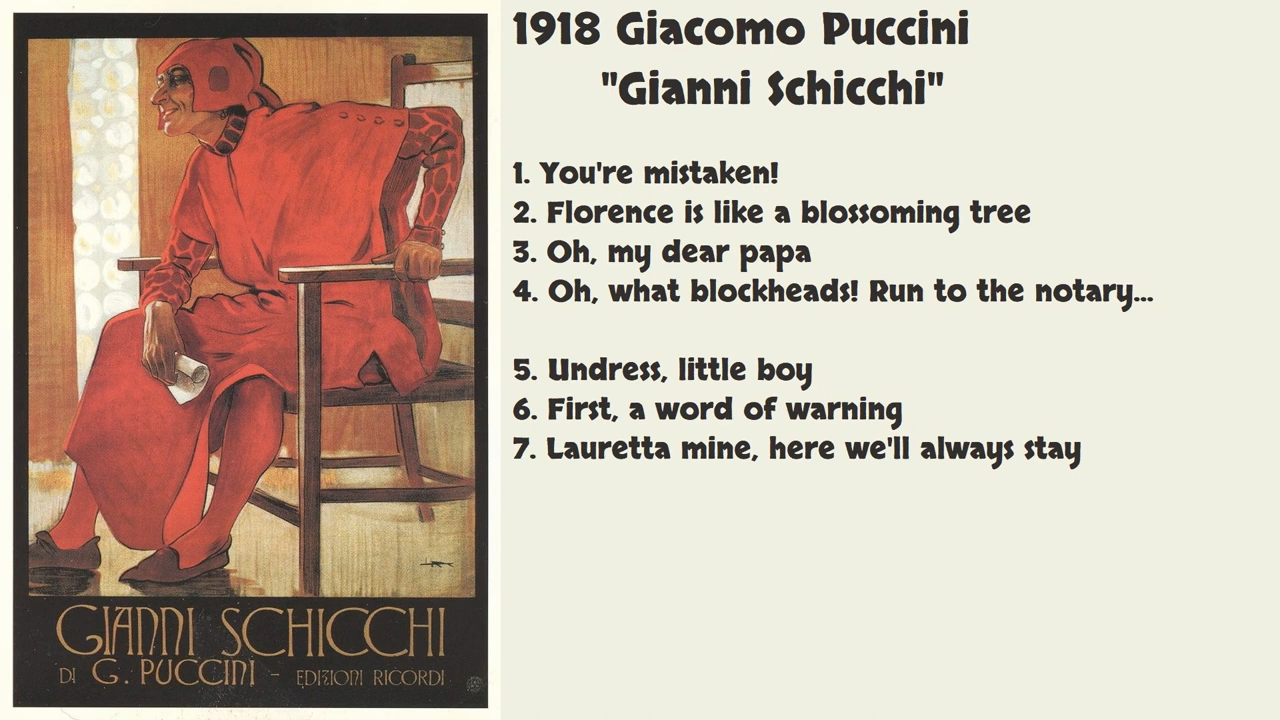 1918 Giacomo Puccini
"Gianni Schicchi"
1. You're mistaken!
2. Florence is like a blossoming tree
3. Oh, my dear papa
4. Oh, what blockheads! Run to the notary...
5. Undress, little boy
6. First, a word of warning
7. Lauretta mine, here we'll always stay
GIANNI SCHICCHI
DI G. PUCCINI - EDIZIONI RICORDI